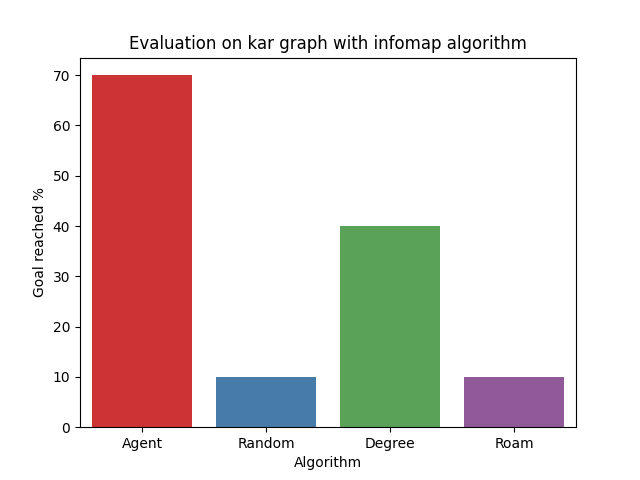 Evaluation on kar graph with infomap algorithm
Goal reached %
70
60
50
40
30
20
10
0
Agent
Random
Degree
Roam
Algorithm